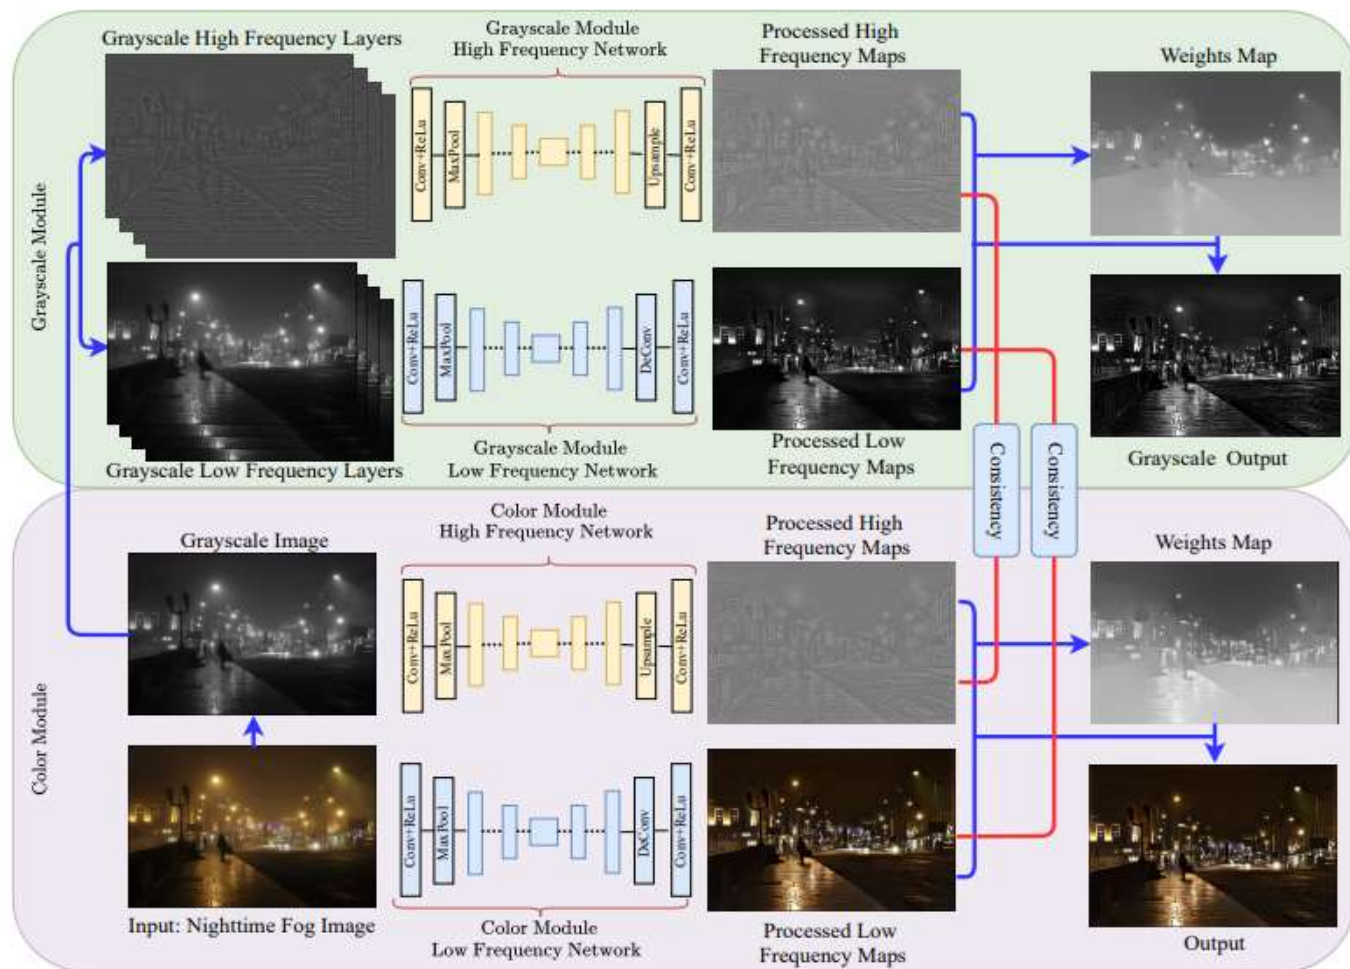 Grayscale High Frequency Layers
Grayscale Module
High Frequency Network
Processed High
Frequency Maps
Weights Map
Conv+ReLu
MaxPool
Upsample
Conv+ReLu
Grayscale Module
Conv+ReLu
MaxPool
DeConv
Conv+ReLu
Grayscale Low Frequency Layers
Grayscale Module
Low Frequency Network
Processed Low
Frequency Maps
Consistency
Consistency
Grayscale Output
Color Module
High Frequency Network
Grayscale Image
Processed High
Frequency Maps
Weights Map
Conv+ReLu
MaxPool
Upsample
Conv+ReLu
Color Module
Conv+ReLu
MaxPool
DeConv
Conv+ReLu
Input: Nighttime Fog Image
Color Module
Low Frequency Network
Processed Low
Frequency Maps
Output